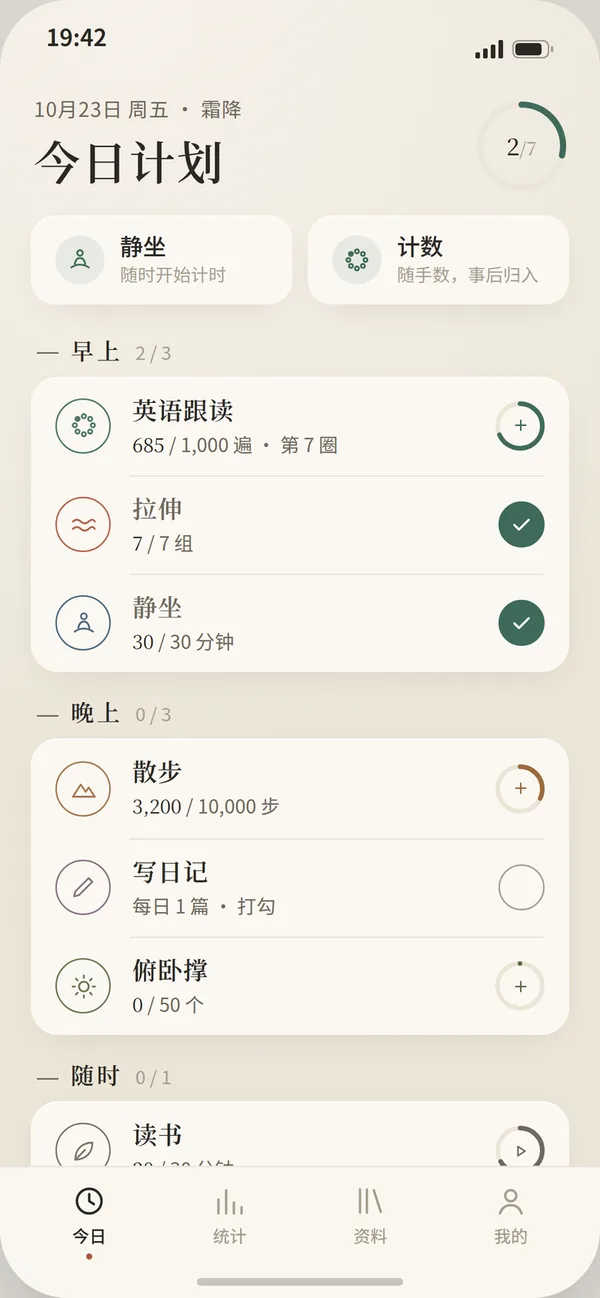 19:42
10月23日 周五 · 霜降
今日计划
2/7
静坐
随时开始计时
计数
随手数，事后归入
— 早上 2 / 3
英语跟读
685 / 1,000 遍 · 第 7 圈
拉伸
7 / 7 组
静坐
30 / 30 分钟
— 晚上 0 / 3
散步
3,200 / 10,000 步
写日记
每日 1 篇 · 打勾
俯卧撑
0 / 50 个
— 随时 0 / 1
读书
今日
统计
资料
我的